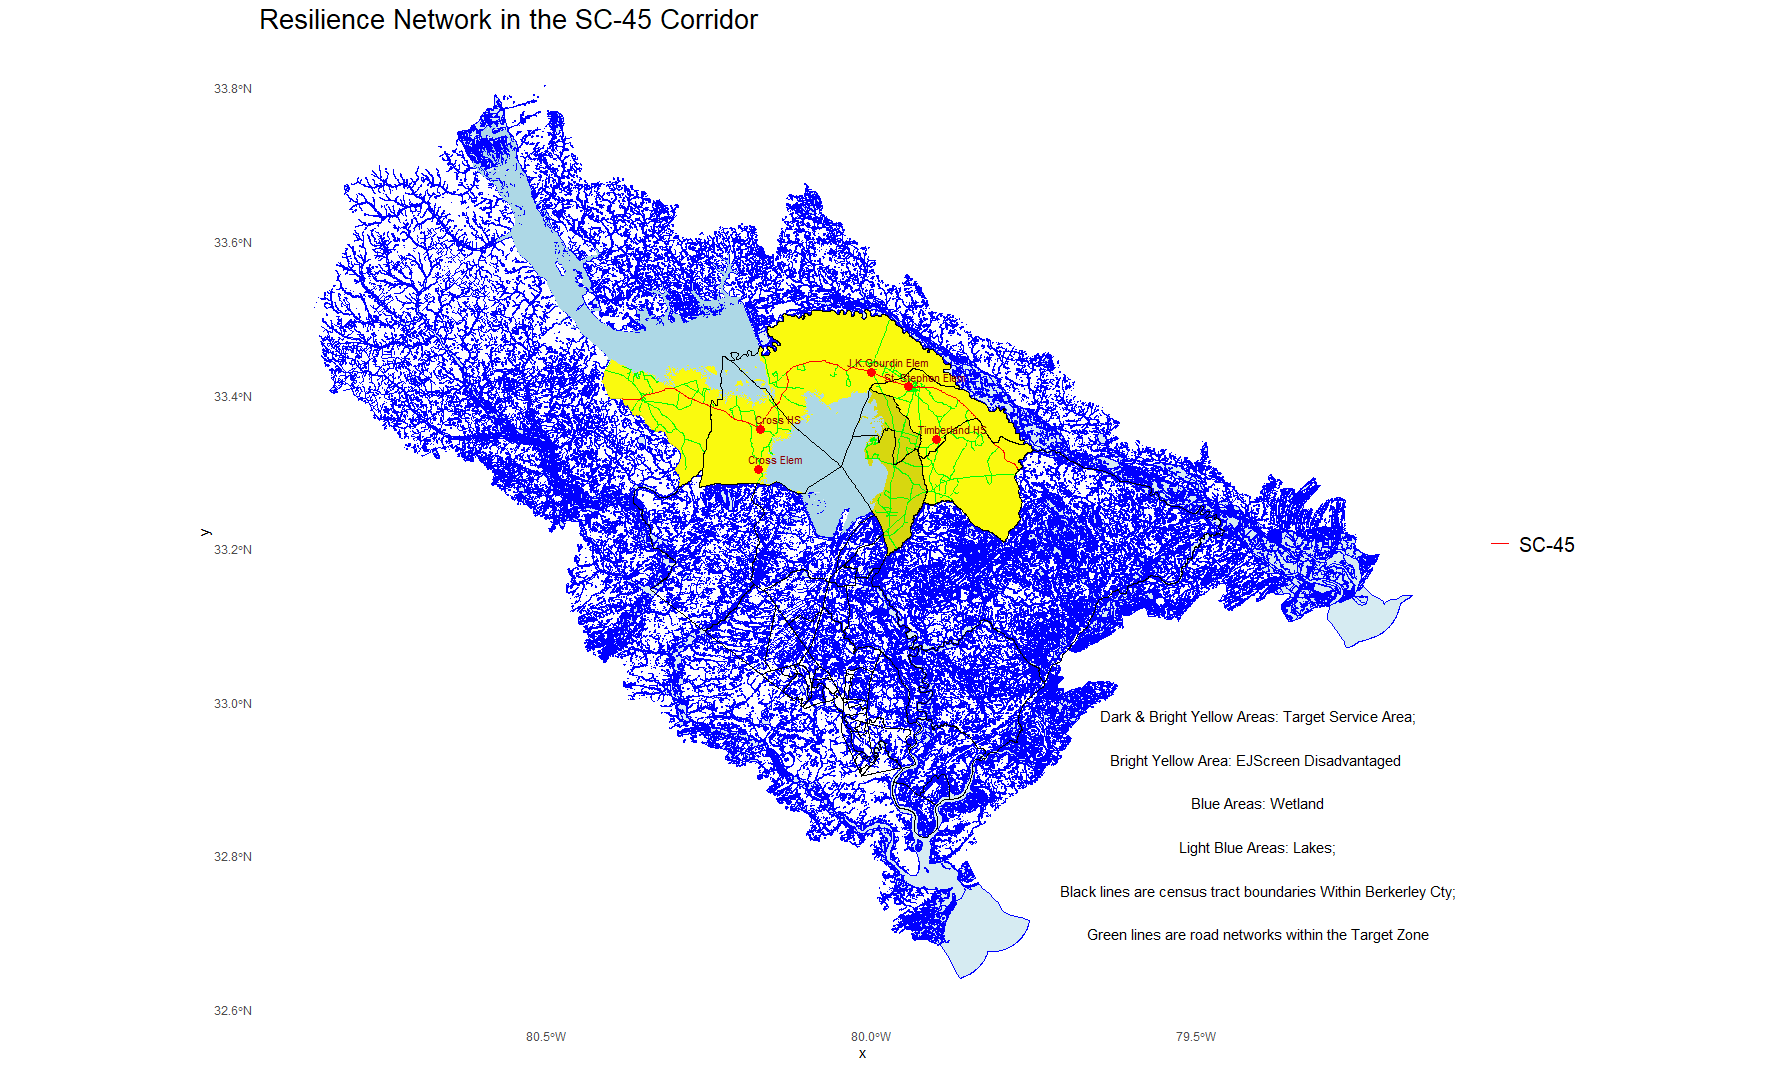 Resilience Network in the SC-45 Corridor
33.8°N
33.6°N
33.4°N
33.2°N
33.0°N
32.8°N
32.6°N
y
J.K.Gourdin Elem
St. Stephen Elem
Cross HS
Timberland HS
Cross Elem
SC-45
Dark & Bright Yellow Areas: Target Service Area;
Bright Yellow Area: EJScreen Disadvantaged
Blue Areas: Wetland
Light Blue Areas: Lakes;
Black lines are census tract boundaries Within Berkerley Cty;
Green lines are road networks within the Target Zone
80.5°W
80.0°W
79.5°W
x